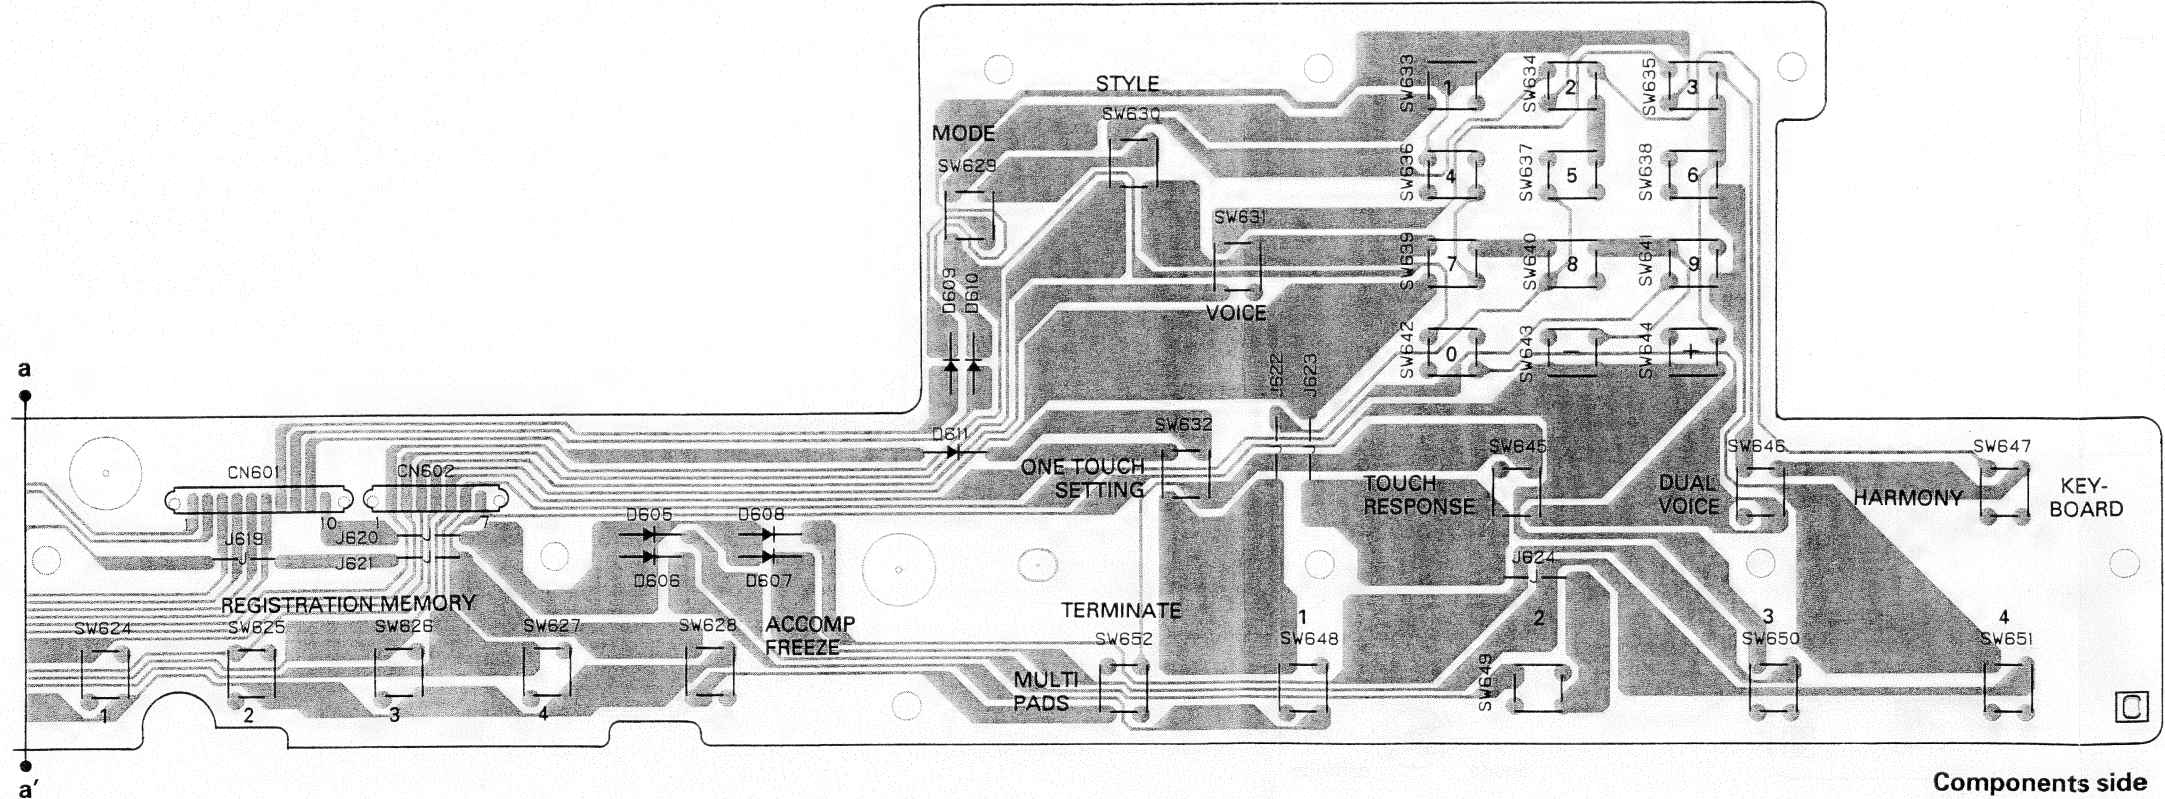 STYLE
SW630
MODE
SW629
SW631
VOICE
D609
D610
SW633
1
SW634
2
SW635
3
SW636
4
SW637
5
SW638
6
SW639
7
SW640
8
SW641
9
SW642
0
SW643
-
SW644
+
J622
J623
a
D611
SW632
ONE TOUCH
SETTING
SW645
TOUCH
RESPONSE
SW646
DUAL
VOICE
HARMONY
SW647
KEY-
BOARD
CN601
1
10
CN602
1
7
J619
J620
J621
D605
D606
D608
D607
J624
REGISTRATION MEMORY
SW624
SW625
SW626
SW627
SW628
ACCOMP
FREEZE
TERMINATE
SW652
1
SW648
2
SW649
3
SW650
4
SW651
MULTI
PADS
1
2
3
4
C
a'
Components side